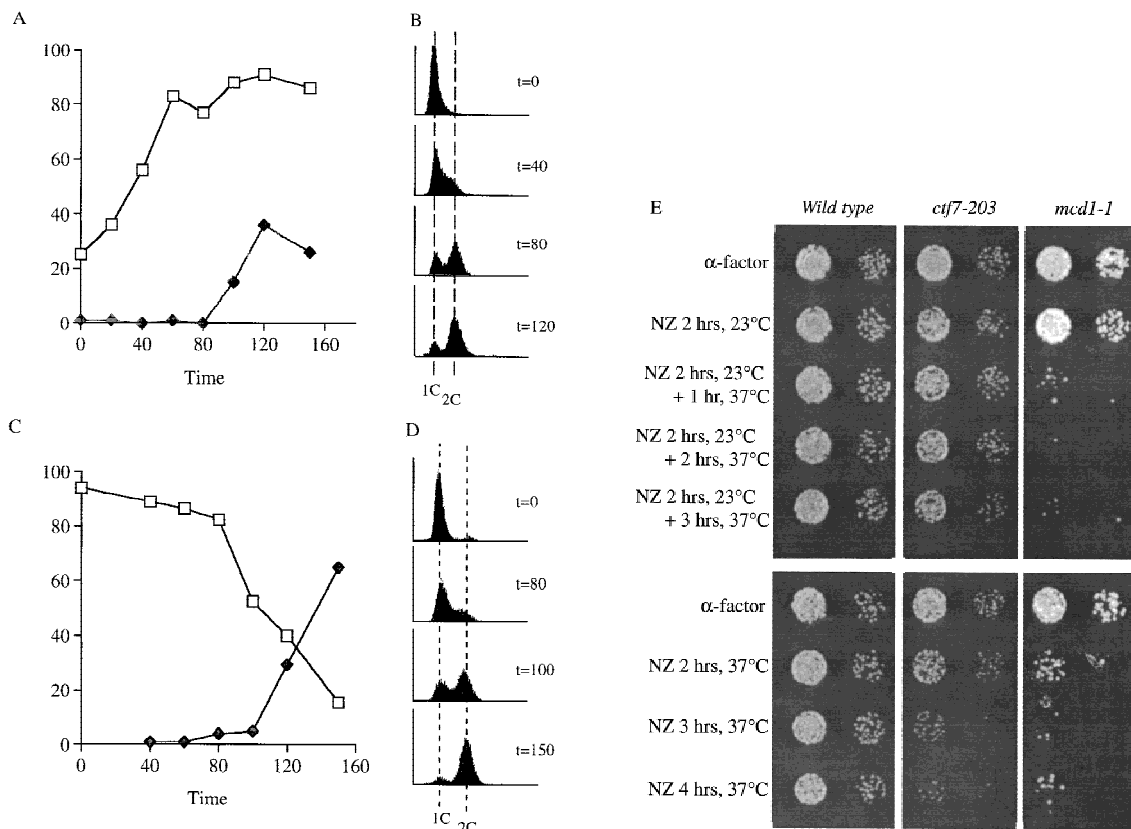 A
100
80
60
40
20
0
0 40 80 120 160
Time
B
t=0
t=40
t=80
t=120
1C 2C
C
100
80
60
40
20
0
0 40 80 120 160
Time
D
t=0
t=80
t=100
t=150
1C 2C
E
Wild type ctf7-203 mcd1-1
α-factor
NZ 2 hrs, 23°C
NZ 2 hrs, 23°C
+ 1 hr, 37°C
NZ 2 hrs, 23°C
+ 2 hrs, 37°C
NZ 2 hrs, 23°C
+ 3 hrs, 37°C
α-factor
NZ 2 hrs, 37°C
NZ 3 hrs, 37°C
NZ 4 hrs, 37°C